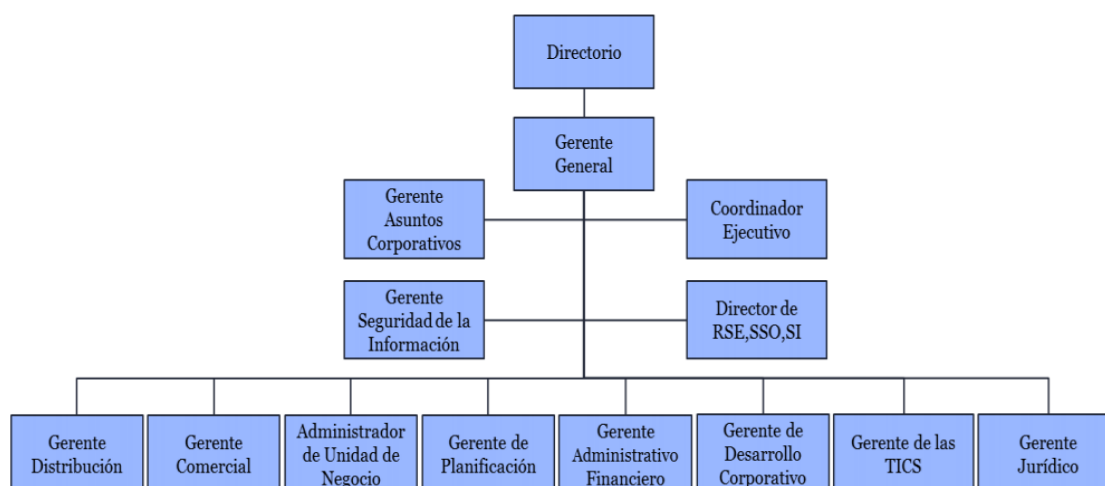 Directorio
Gerente
General
Gerente
Asuntos
Corporativos
Coordinador
Ejecutivo
Gerente
Seguridad de la
Información
Director de
RSE,SSO,SI
Gerente
Distribución
Gerente
Comercial
Administrador
de Unidad de
Negocio
Gerente de
Planificación
Gerente
Administrativo
Financiero
Gerente de
Desarrollo
Corporativo
Gerente de las
TICS
Gerente
Jurídico